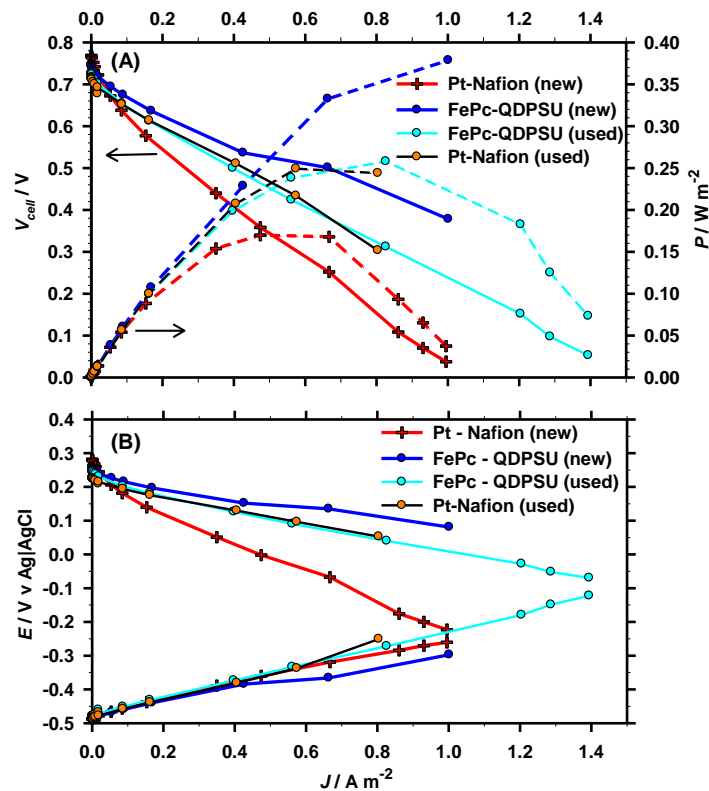 0.0 0.2 0.4 0.6 0.8 1.0 1.2 1.4
(A)
0.8 0.7 0.6 0.5 0.4 0.3 0.2 0.1 0.0
V_cell / V
0.40 0.35 0.30 0.25 0.20 0.15 0.10 0.05 0.00
P / W m⁻²
Pt-Nafion (new)
FePc-QDPSU (new)
FePc-QDPSU (used)
Pt-Nafion (used)
(B)
0.4 0.3 0.2 0.1 0.0 -0.1 -0.2 -0.3 -0.4 -0.5
E / V v Ag|AgCl
Pt - Nafion (new)
FePc - QDPSU (new)
FePc - QDPSU (used)
Pt-Nafion (used)
0.0 0.2 0.4 0.6 0.8 1.0 1.2 1.4
J / A m⁻²